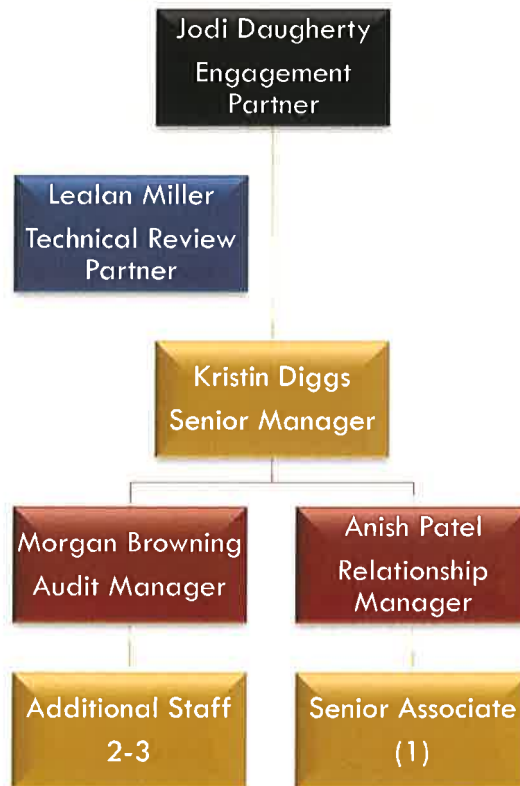 Jodi Daugherty
Engagement
Partner
Lealan Miller
Technical Review
Partner
Kristin Diggs
Senior Manager
Morgan Browning
Audit Manager
Anish Patel
Relationship
Manager
Additional Staff
2-3
Senior Associate
(1)